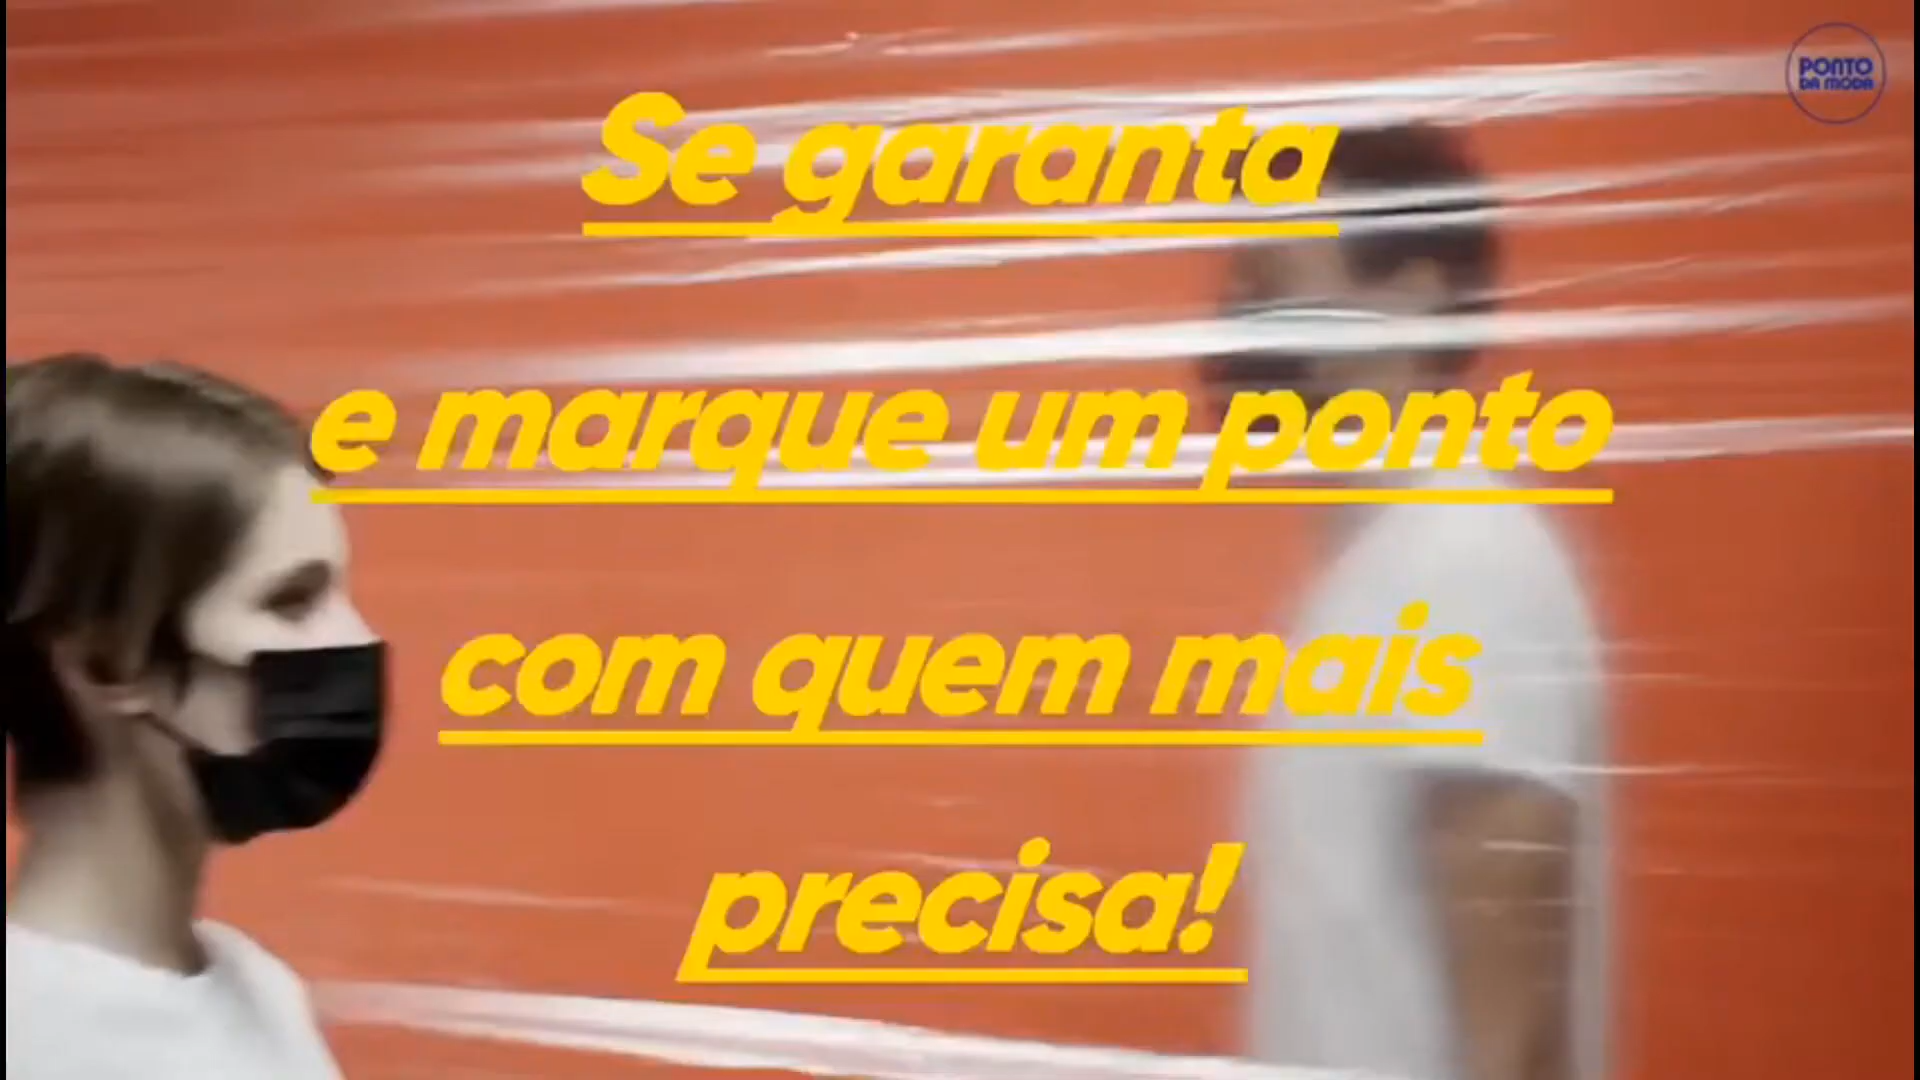 PONTO
DA MODA
Se garanta
e marque um ponto
com quem mais
precisa!